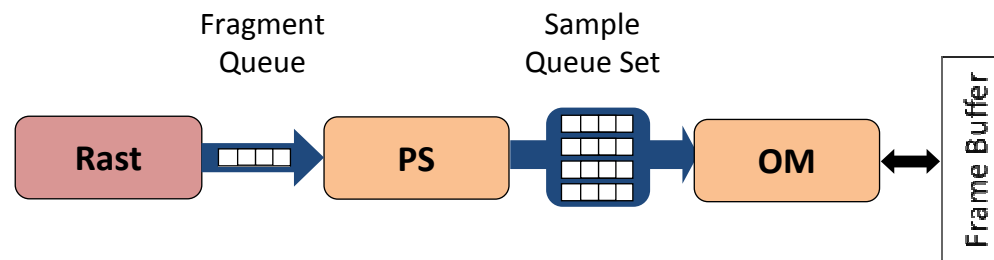 Fragment
Queue
Sample
Queue Set
Rast
PS
OM
Frame Buffer